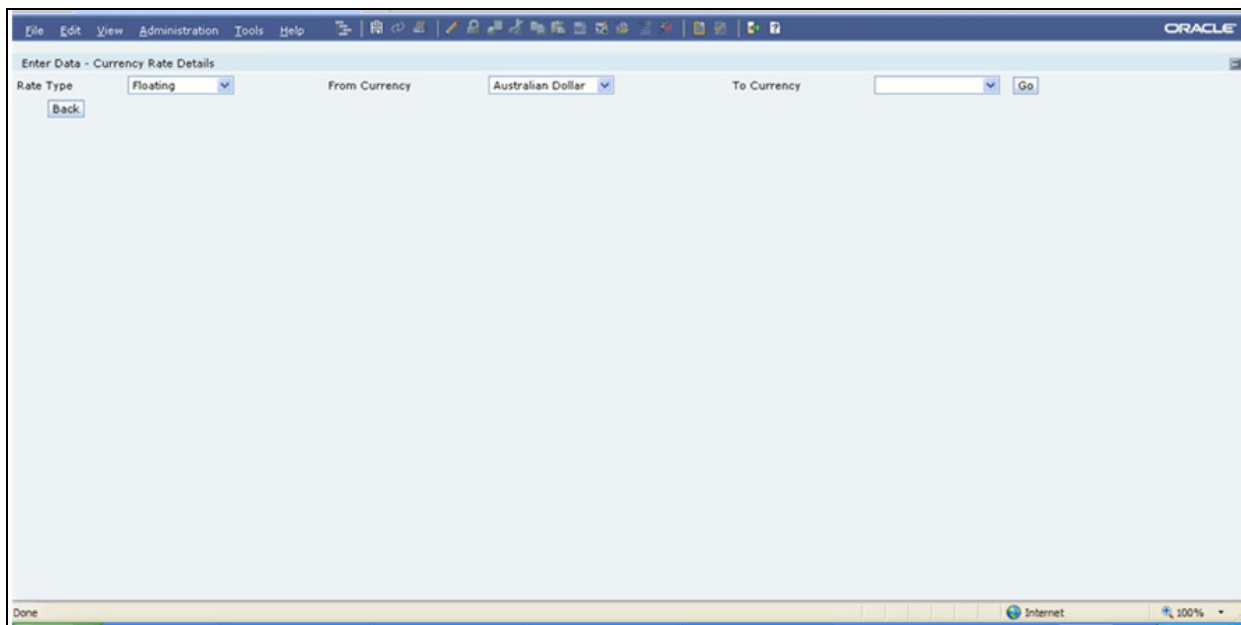 File Edit View Administration Tools Help ORACLE
Enter Data - Currency Rate Details
Rate Type Floating From Currency Australian Dollar To Currency Go
Back
Done Internet 100%